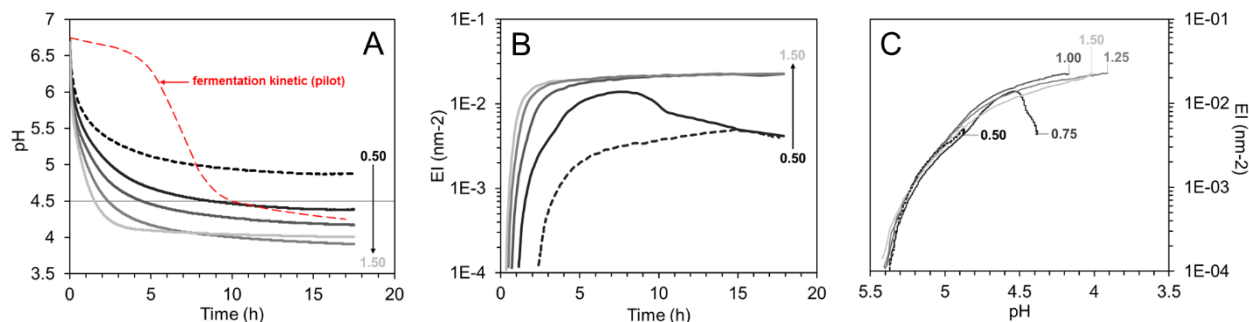 A
7
6.5
6
5.5
5
4.5
4
3.5
pH
fermentation kinetic (pilot)
0.50
1.50
0
5
10
15
20
Time (h)
B
1E-1
1E-2
1E-3
1E-4
EI (nm-2)
1.50
0.50
0
5
10
15
20
Time (h)
C
1.50
1.00
1.25
0.50
0.75
1E-01
1E-02
1E-03
1E-04
EI (nm-2)
5.5
5
4.5
4
3.5
pH